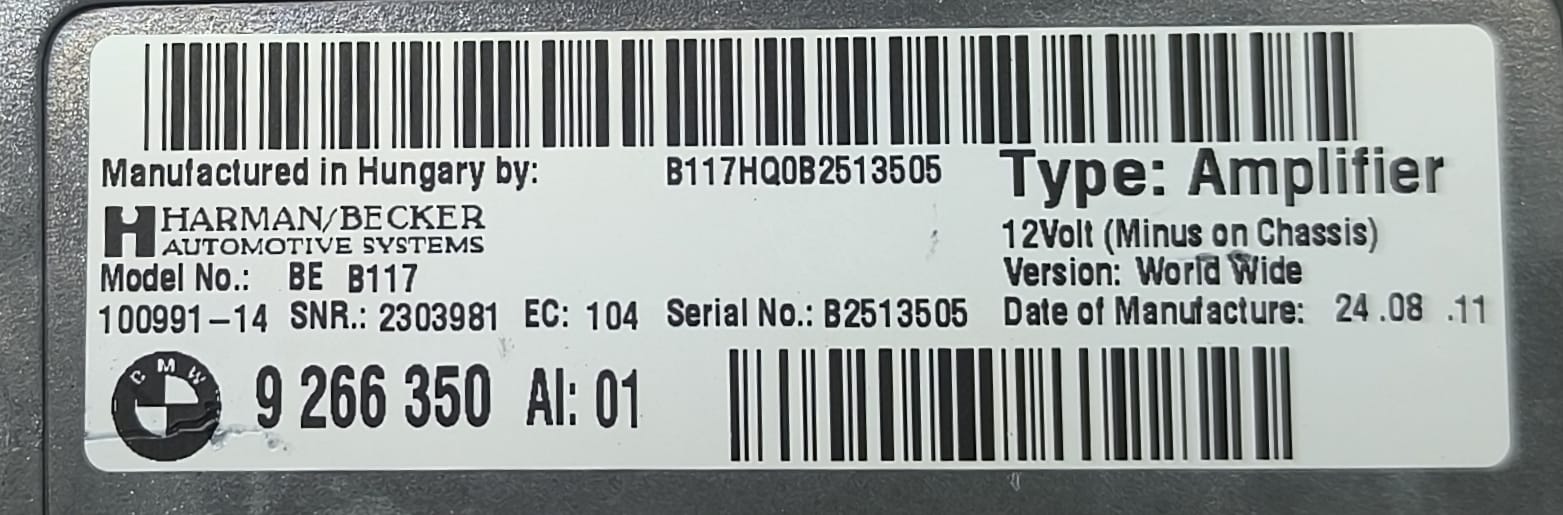 Manufactured in Hungary by: B117HQ0B2513505 Type: Amplifier
HARMAN/BECKER
AUTOMOTIVE SYSTEMS
12Volt (Minus on Chassis)
Model No.: BE B117 Version: World Wide
100991-14 SNR.: 2303981 EC: 104 Serial No.: B2513505 Date of Manufacture: 24.08.11
BMW 9 266 350 AI: 01